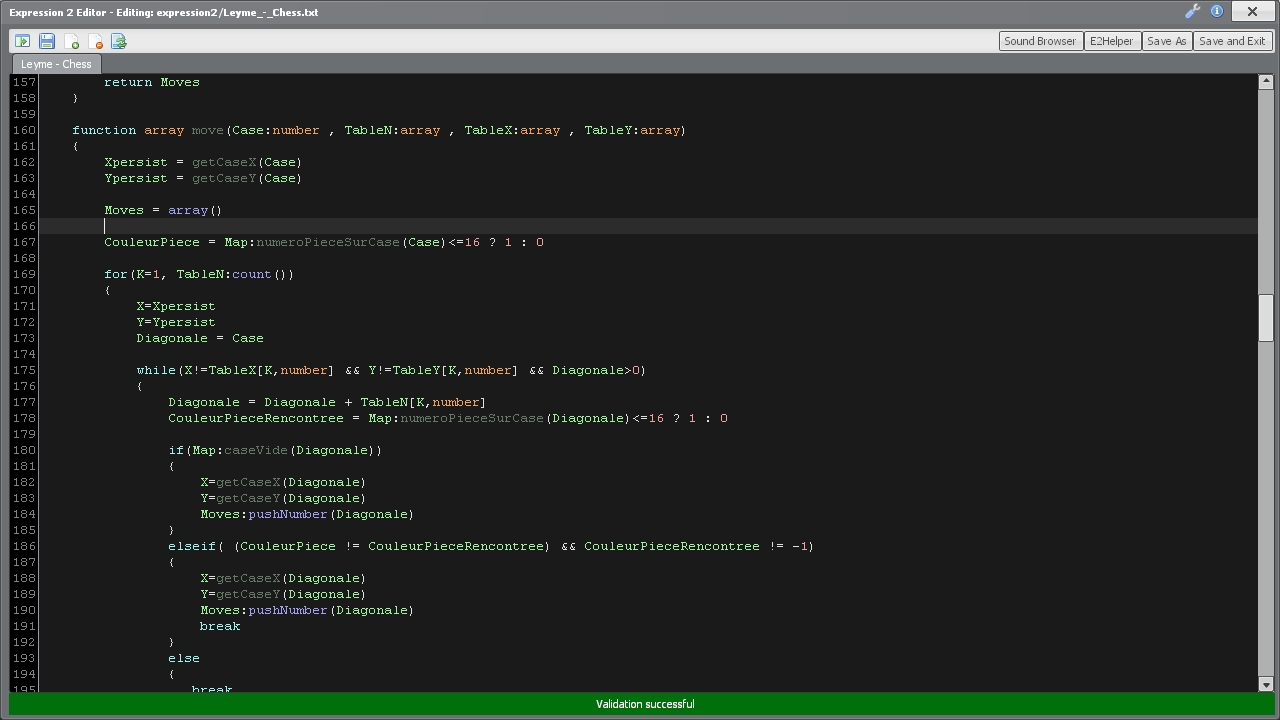 Expression 2 Editor - Editing: expression2/Leyme_-_Chess.txt
Sound Browser E2Helper Save As Save and Exit
Leyme - Chess
157 return Moves
158 }
159
160 function array move(Case:number , TableN:array , TableX:array , TableY:array)
161 {
162 Xpersist = getCaseX(Case)
163 Ypersist = getCaseY(Case)
164
165 Moves = array()
166
167 CouleurPiece = Map:numeroPieceSurCase(Case)<=16 ? 1 : 0
168
169 for(K=1, TableN:count())
170 {
171 X=Xpersist
172 Y=Ypersist
173 Diagonale = Case
174
175 while(X!=TableX[K,number] && Y!=TableY[K,number] && Diagonale>0)
176 {
177 Diagonale = Diagonale + TableN[K,number]
178 CouleurPieceRencontree = Map:numeroPieceSurCase(Diagonale)<=16 ? 1 : 0
179
180 if(Map:caseVide(Diagonale))
181 {
182 X=getCaseX(Diagonale)
183 Y=getCaseY(Diagonale)
184 Moves:pushNumber(Diagonale)
185 }
186 elseif( (CouleurPiece != CouleurPieceRencontree) && CouleurPieceRencontree != -1)
187 {
188 X=getCaseX(Diagonale)
189 Y=getCaseY(Diagonale)
190 Moves:pushNumber(Diagonale)
191 break
192 }
193 else
194 {
195 break
Validation successful